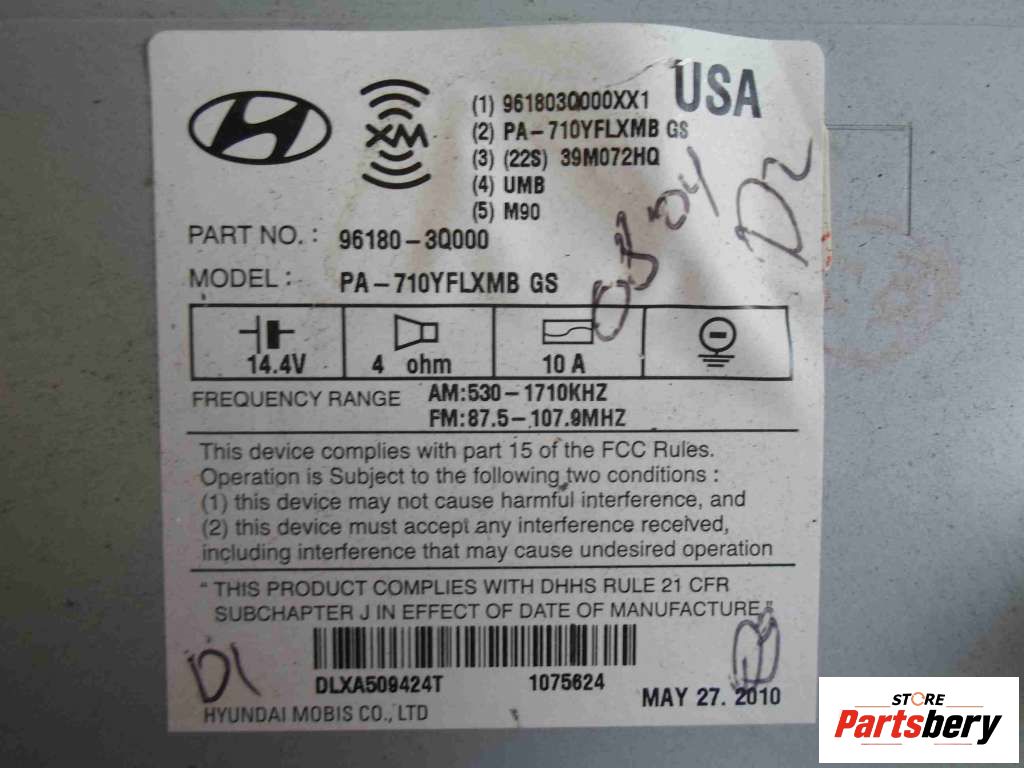 USA
XM
(1) 961803Q000XX1
(2) PA-710YFLXMB GS
(3) (22S) 39M072HQ
(4) UMB
(5) M90
D2
PART NO. : 96180-3Q000
MODEL : PA-710YFLXMB GS
14.4V 4 ohm 10 A
FREQUENCY RANGE AM:530-1710KHZ
FM:87.5-107.9MHZ
This device complies with part 15 of the FCC Rules.
Operation is Subject to the following two conditions :
(1) this device may not cause harmful interference, and
(2) this device must accept any interference received,
including interference that may cause undesired operation
" THIS PRODUCT COMPLIES WITH DHHS RULE 21 CFR
SUBCHAPTER J IN EFFECT OF DATE OF MANUFACTURE "
D1
DLXA509424T 1075624 MAY 27. 2010
HYUNDAI MOBIS CO., LTD
STORE
Partsbery